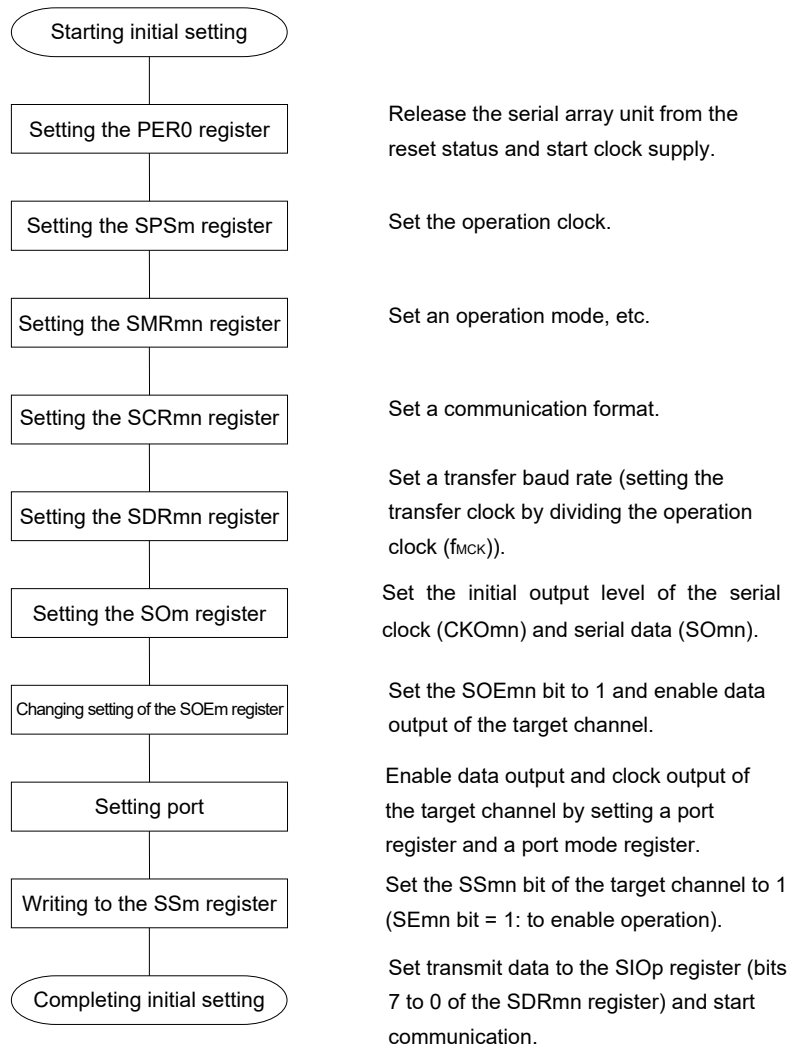 Starting initial setting
Setting the PER0 register
Release the serial array unit from the
reset status and start clock supply.
Setting the SPSm register
Set the operation clock.
Setting the SMRmn register
Set an operation mode, etc.
Setting the SCRmn register
Set a communication format.
Setting the SDRmn register
Set a transfer baud rate (setting the
transfer clock by dividing the operation
clock (fMCK)).
Setting the SOm register
Set the initial output level of the serial
clock (CKOmn) and serial data (SOmn).
Changing setting of the SOEm register
Set the SOEmn bit to 1 and enable data
output of the target channel.
Setting port
Enable data output and clock output of
the target channel by setting a port
register and a port mode register.
Writing to the SSm register
Set the SSmn bit of the target channel to 1
(SEmn bit = 1: to enable operation).
Completing initial setting
Set transmit data to the SIOp register (bits
7 to 0 of the SDRmn register) and start
communication.